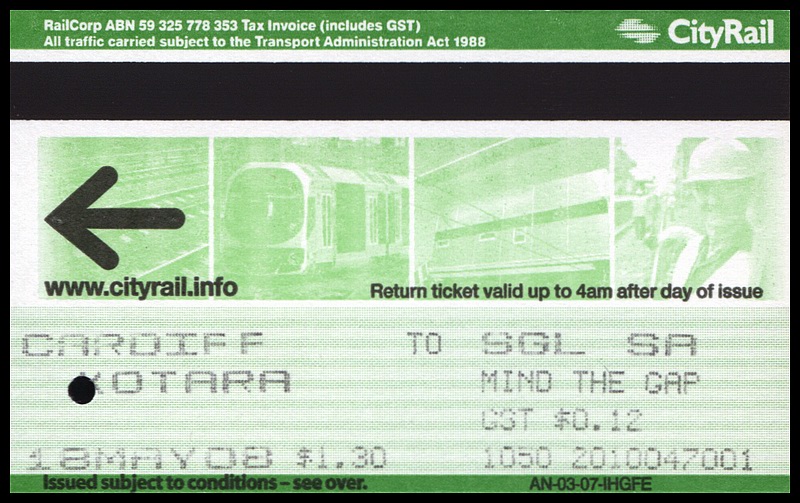 RailCorp ABN 59 325 778 353 Tax Invoice (includes GST)
All traffic carried subject to the Transport Administration Act 1988
CityRail
www.cityrail.info
Return ticket valid up to 4am after day of issue
CARDIFF TO SGL SA
KOTARA MIND THE GAP
GST $0.12
18MAY08 $1.30 1050 2010047001
Issued subject to conditions – see over.
AN-03-07-IHGFE